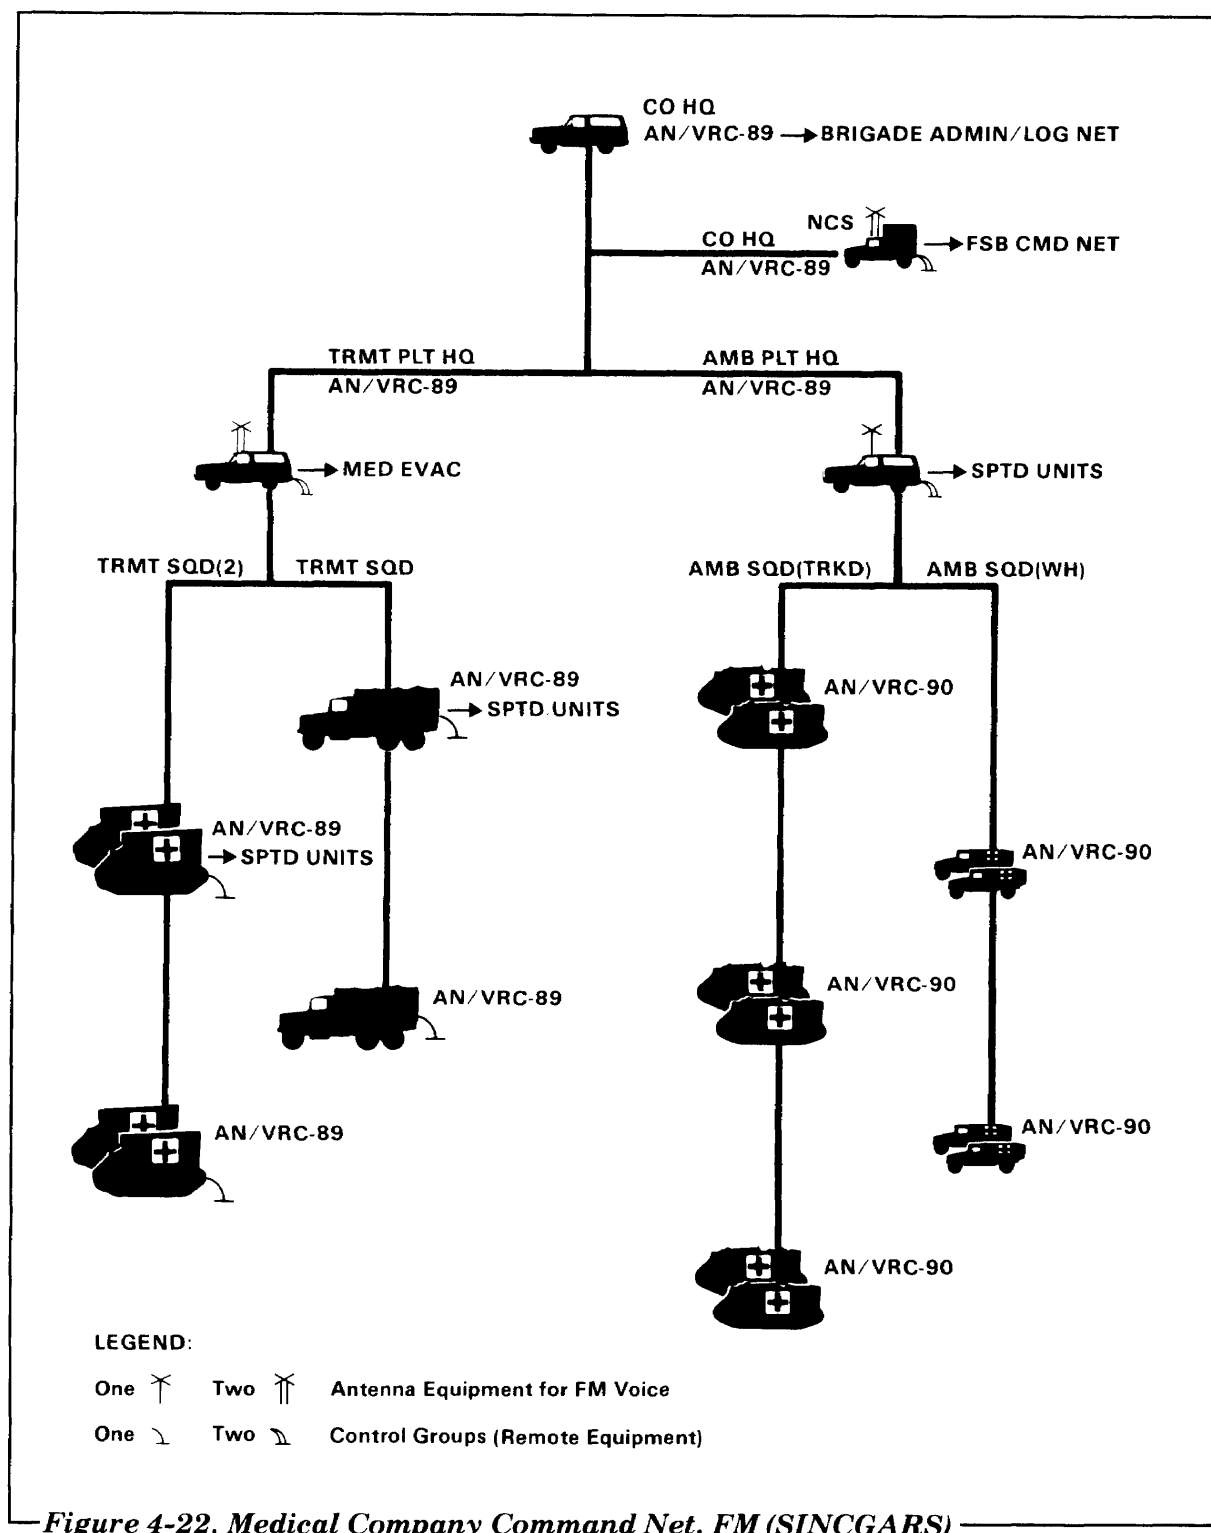 CO HQ
AN/VRC-89 → BRIGADE ADMIN/LOG NET
NCS
CO HQ → FSB CMD NET
AN/VRC-89
TRMT PLT HQ AMB PLT HQ
AN/VRC-89 AN/VRC-89
→ MED EVAC → SPTD UNITS
TRMT SQD(2) TRMT SQD AMB SQD(TRKD) AMB SQD(WH)
AN/VRC-89 AN/VRC-90
→ SPTD UNITS
AN/VRC-89 AN/VRC-90
→ SPTD UNITS
AN/VRC-89 AN/VRC-90
AN/VRC-89 AN/VRC-90
AN/VRC-90
LEGEND:
One Two Antenna Equipment for FM Voice
One Two Control Groups (Remote Equipment)
Figure 4-22. Medical Company Command Net, FM (SINCGARS)